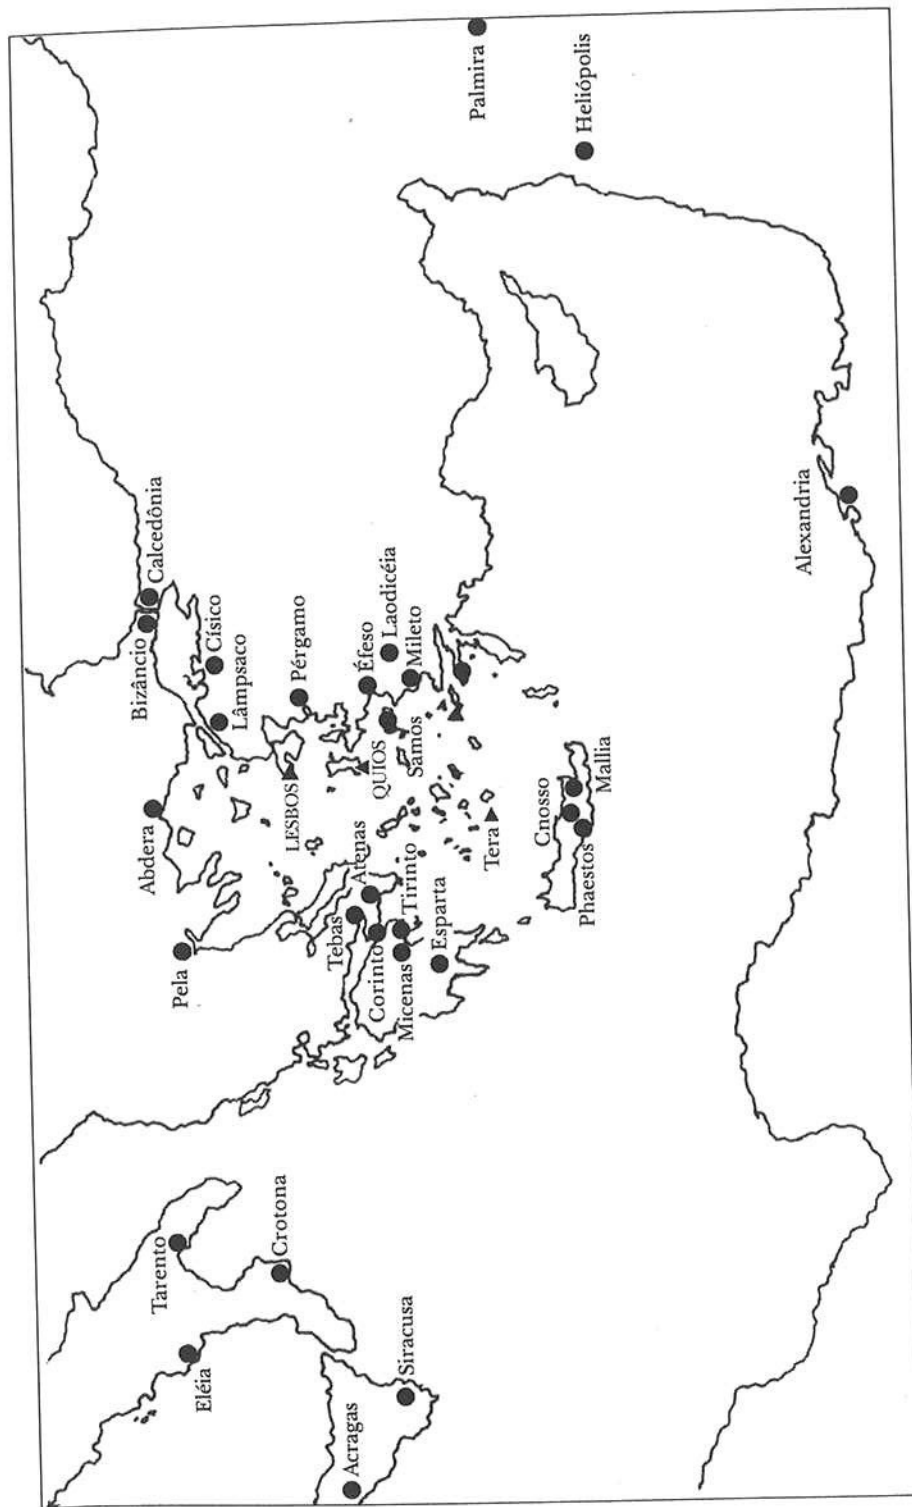 Palmira
Heliópolis
Calcedônia
Bizâncio
Císico
Lâmpsaco
Pérgamo
Éfeso
Laodicéia
Mileto
Samos
QUIOS
LESBOS
Abdera
Pela
Atenas
Tebas
Tirinto
Corinto
Micenas
Esparta
Tera
Cnosso
Mallia
Phaestos
Alexandria
Tarento
Crotona
Eléia
Siracusa
Acragas